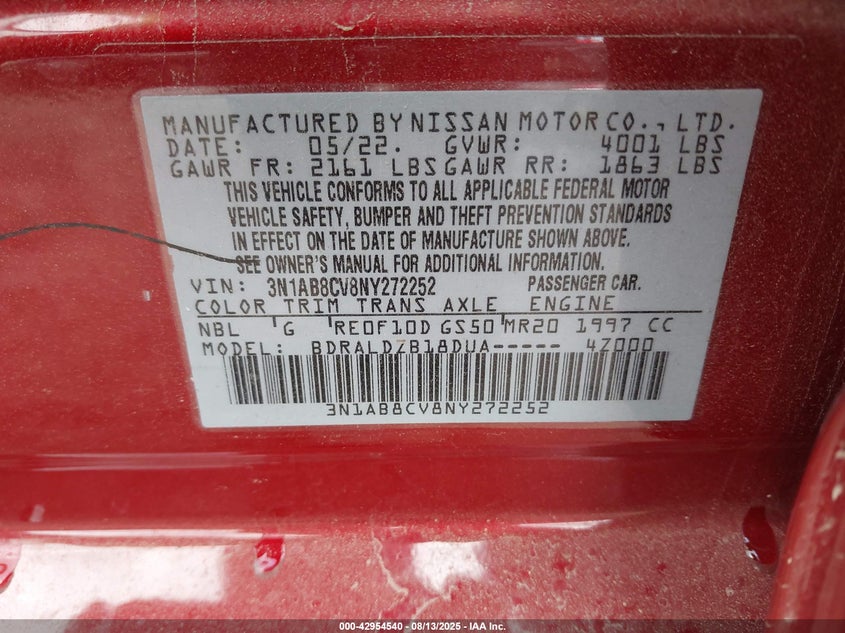 MANUFACTURED BY NISSAN MOTOR CO., LTD.
DATE: 05/22. GVWR: 4001 LBS
GAWR FR: 2161 LBS GAWR RR: 1863 LBS
THIS VEHICLE CONFORMS TO ALL APPLICABLE FEDERAL MOTOR
VEHICLE SAFETY, BUMPER AND THEFT PREVENTION STANDARDS
IN EFFECT ON THE DATE OF MANUFACTURE SHOWN ABOVE.
SEE OWNER'S MANUAL FOR ADDITIONAL INFORMATION.
VIN: 3N1AB8CV8NY272252 PASSENGER CAR.
COLOR TRIM TRANS AXLE ENGINE
NBL G RE0F10D GS50 MR20 1997 CC
MODEL: BDRALDZB18DUA----- 4Z000
3N1AB8CV8NY272252
000-42954540 - 08/13/2025 - IAA Inc.